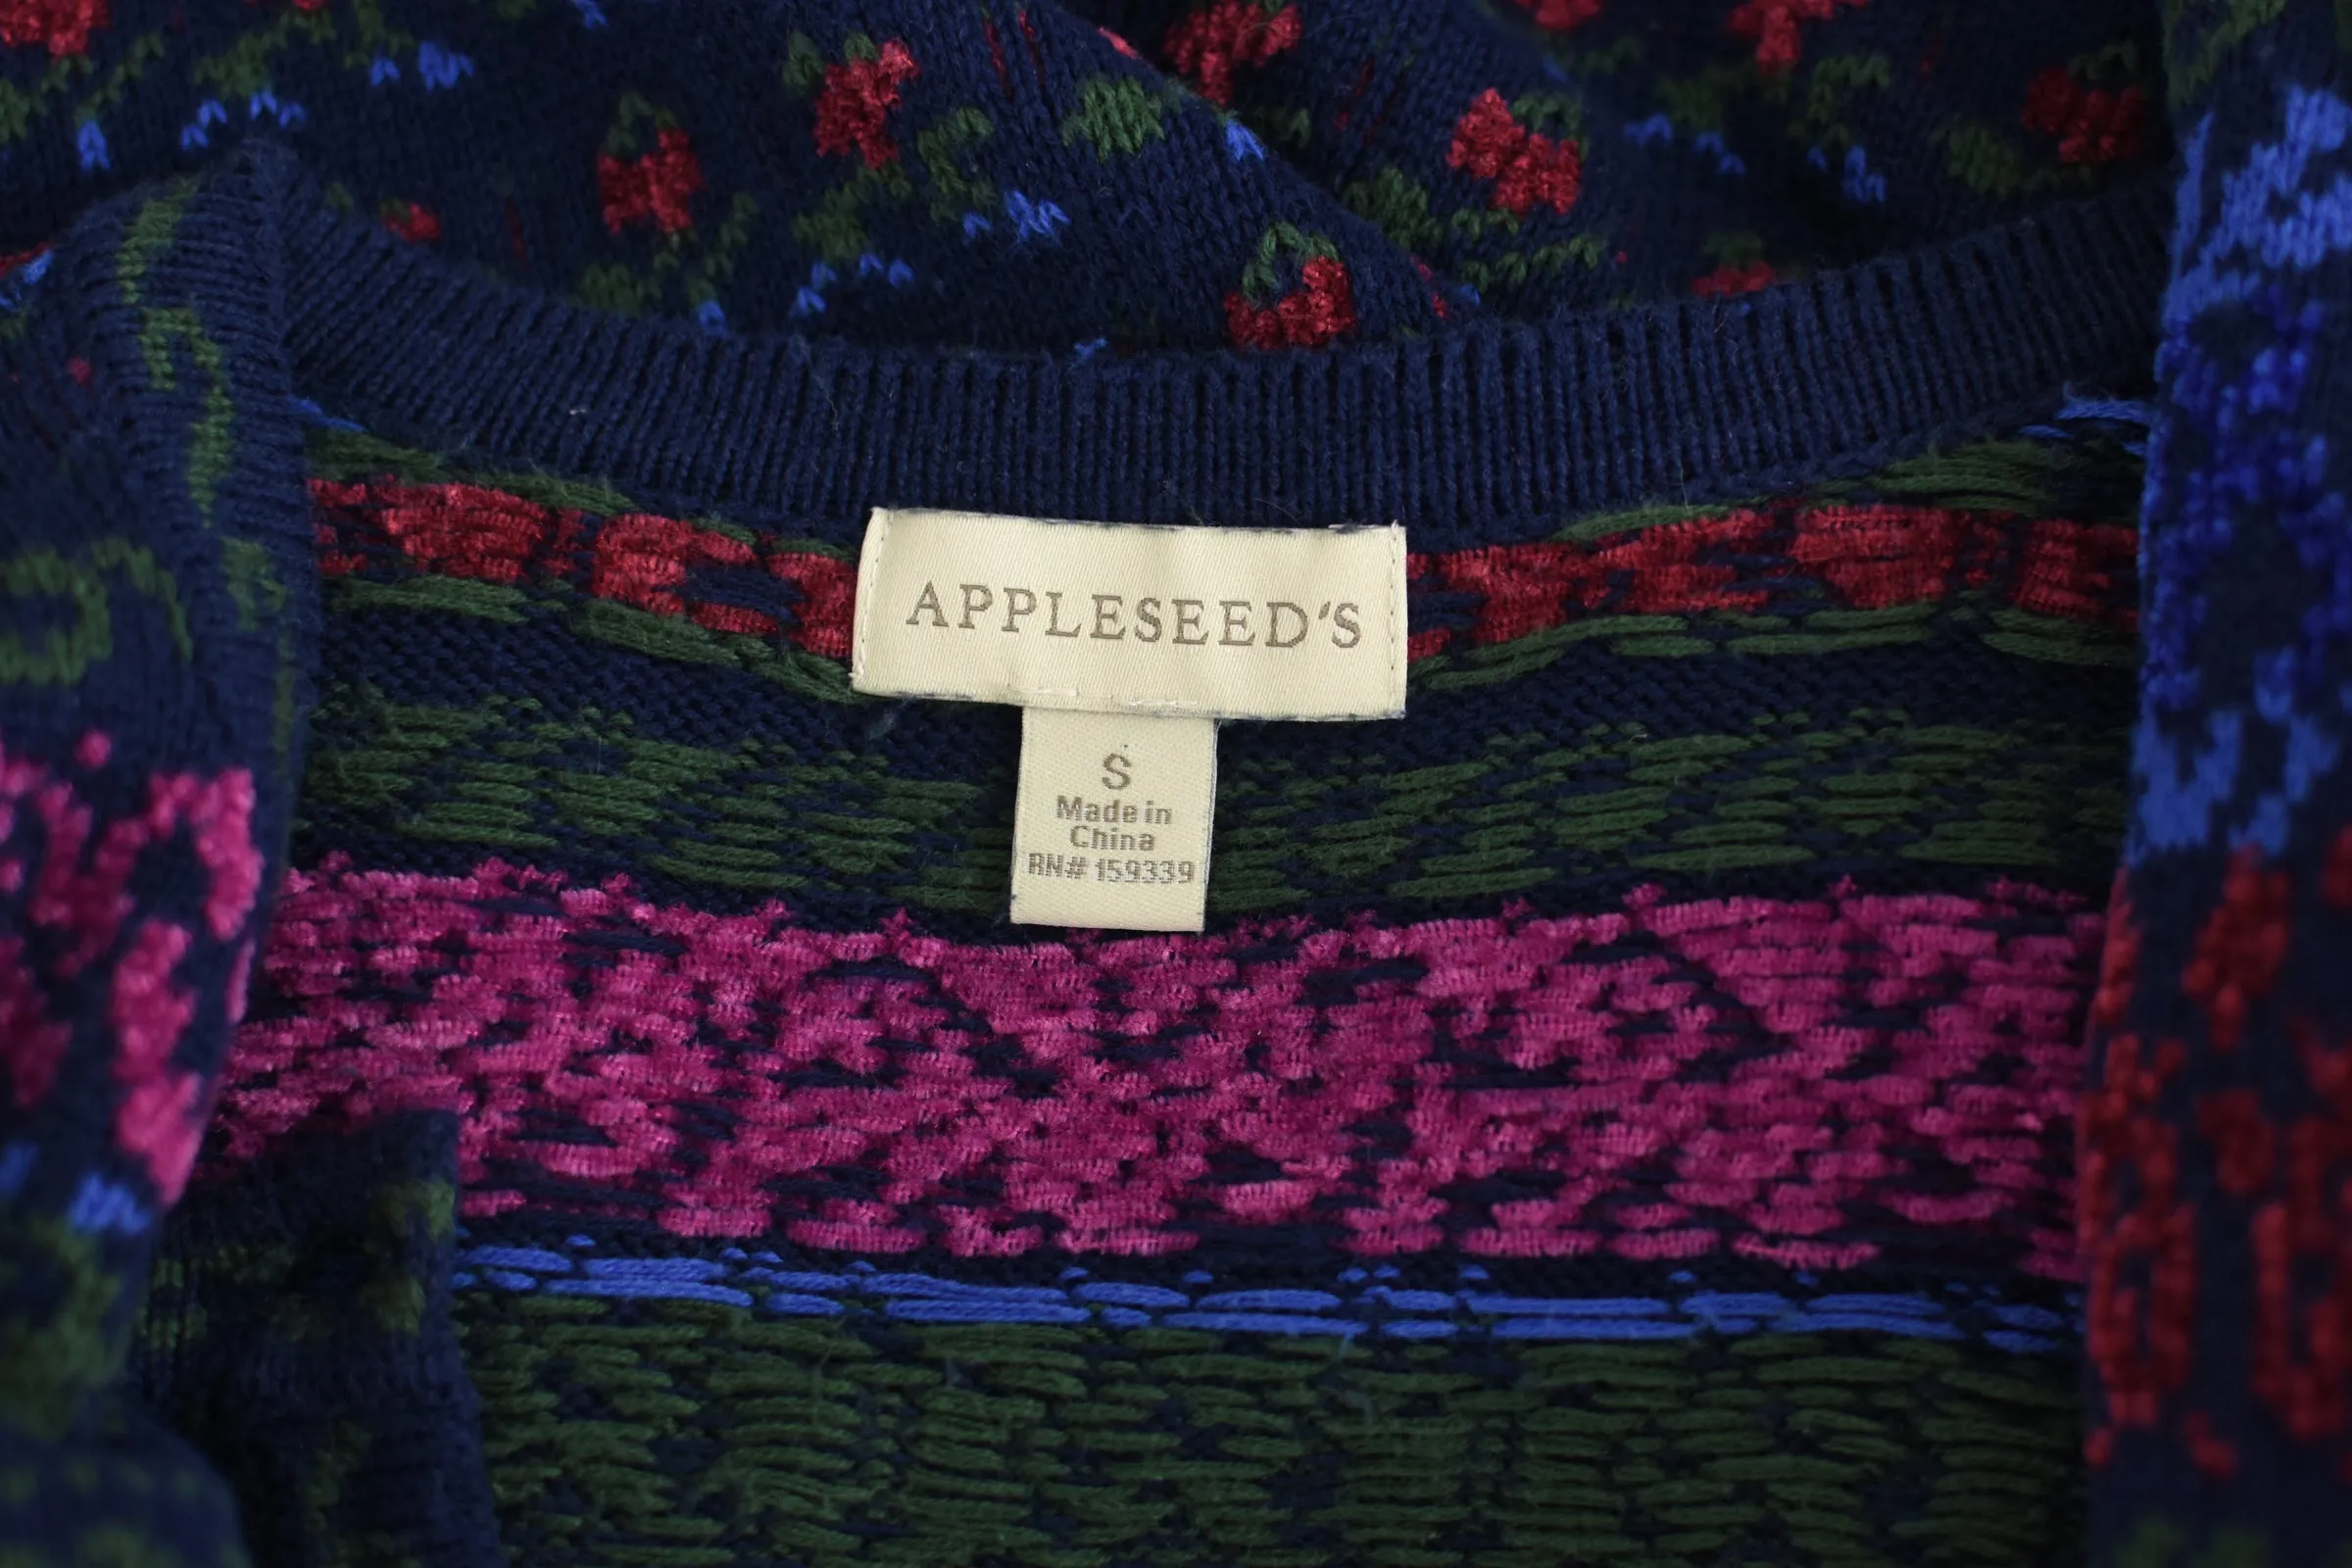 APPLESEED'S
S
Made in
China
RN# 159339